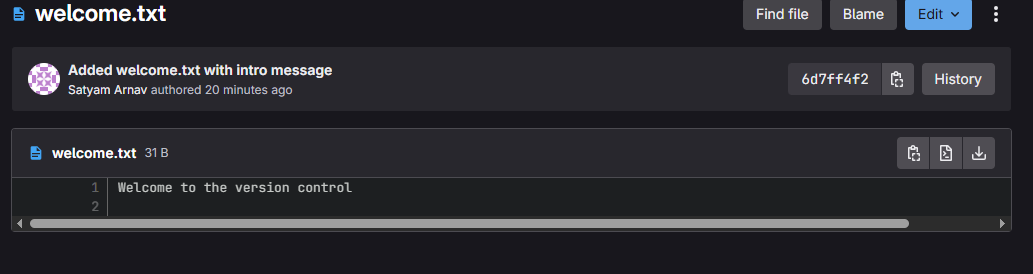 welcome.txt
Find file
Blame
Edit
Added welcome.txt with intro message
Satyam Arnav authored 20 minutes ago
6d7ff4f2
History
welcome.txt 31 B
1 Welcome to the version control
2